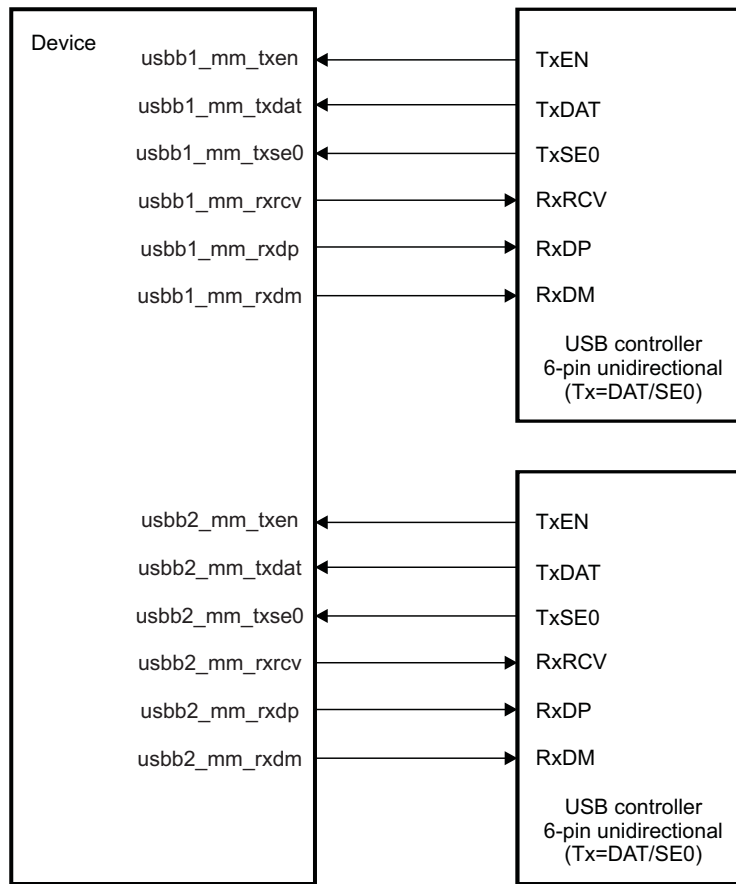 Device
usbb1_mm_txen
TxEN
usbb1_mm_txdat
TxDAT
usbb1_mm_txse0
TxSE0
usbb1_mm_rxrcv
RxRCV
usbb1_mm_rxdp
RxDP
usbb1_mm_rxdm
RxDM
USB controller
6-pin unidirectional
(Tx=DAT/SE0)
usbb2_mm_txen
TxEN
usbb2_mm_txdat
TxDAT
usbb2_mm_txse0
TxSE0
usbb2_mm_rxrcv
RxRCV
usbb2_mm_rxdp
RxDP
usbb2_mm_rxdm
RxDM
USB controller
6-pin unidirectional
(Tx=DAT/SE0)